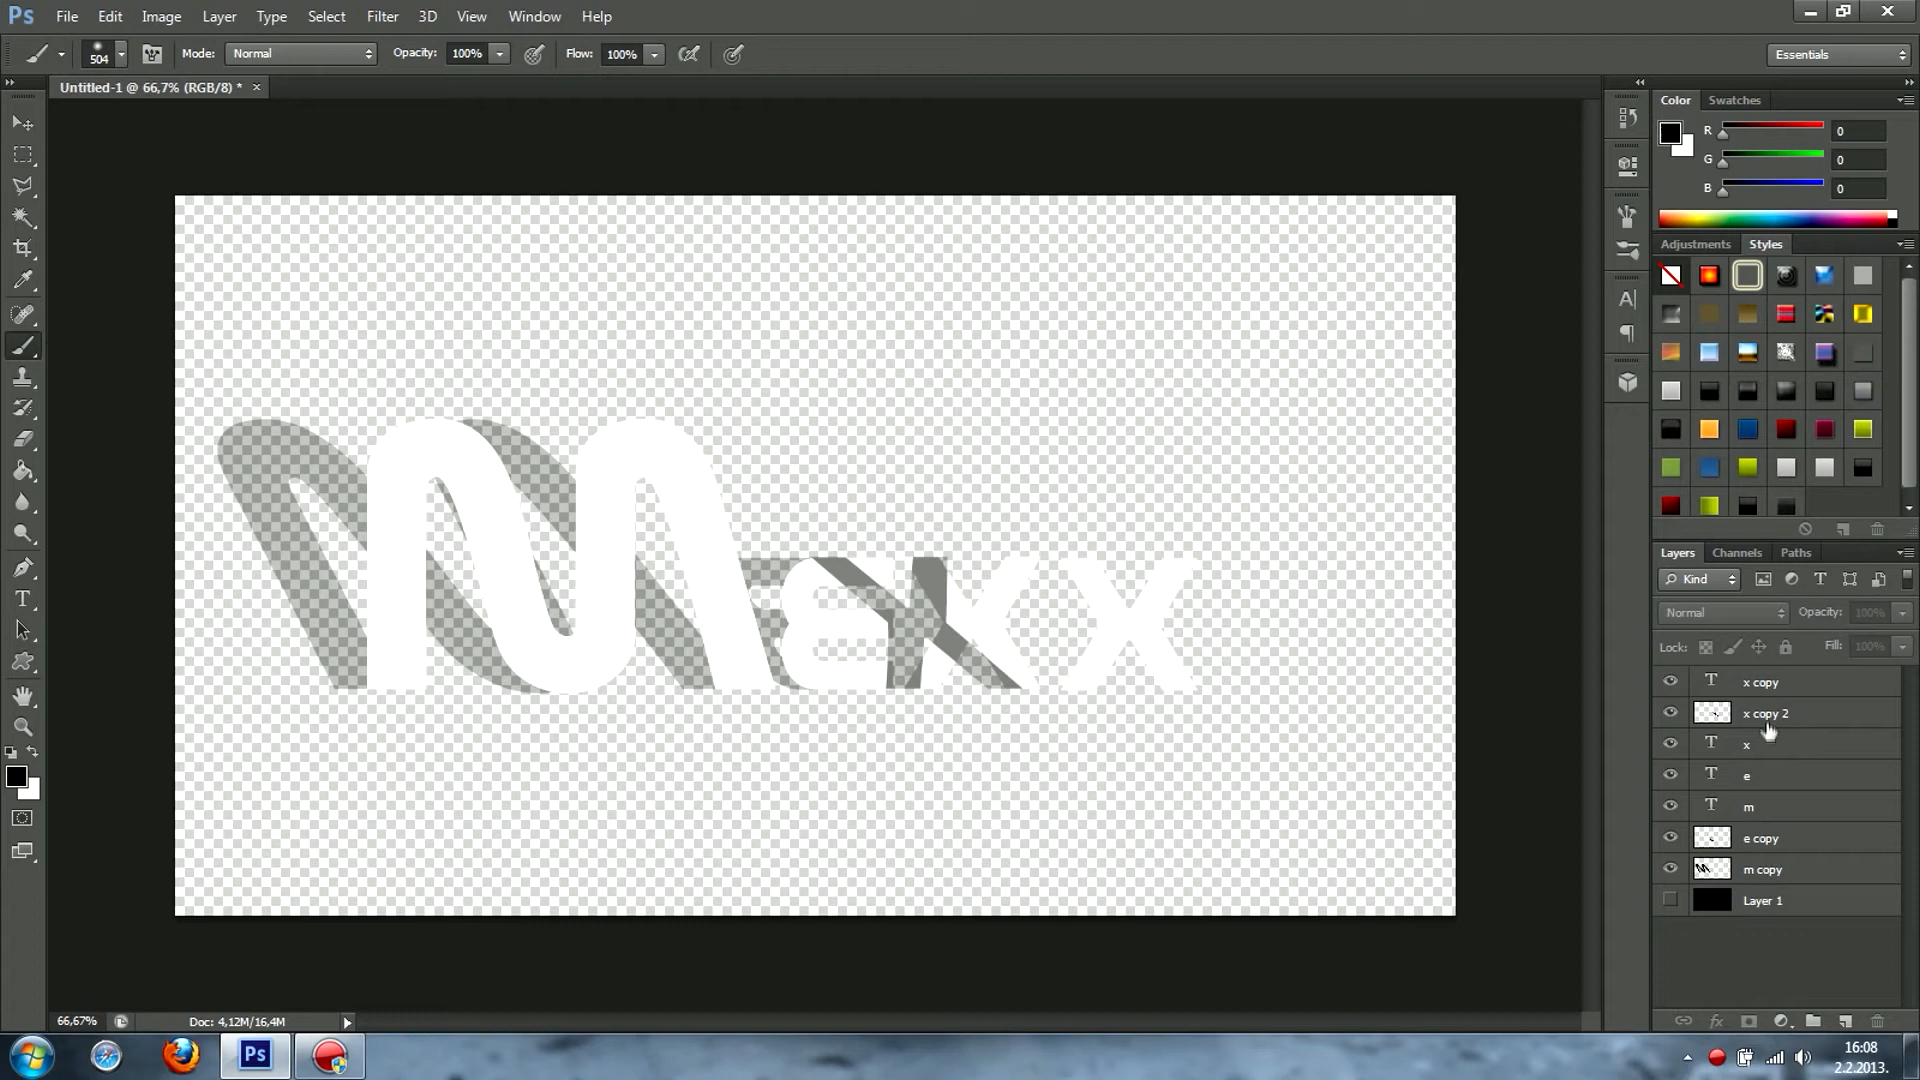 Ps File Edit Image Layer Type Select Filter 3D View Window Help
504 Mode: Normal Opacity: 100% Flow: 100% Essentials
Untitled-1 @ 66,7% (RGB/8) * ×
Color Swatches
R 0
G 0
B 0
Adjustments Styles
Mexx
Layers Channels Paths
Kind
Normal Opacity: 100%
Lock: Fill: 100%
x copy
x copy 2
x
e
m
e copy
m copy
Layer 1
66,67% Doc: 4,12M/16,4M
Ps
16:08
2.2.2013.